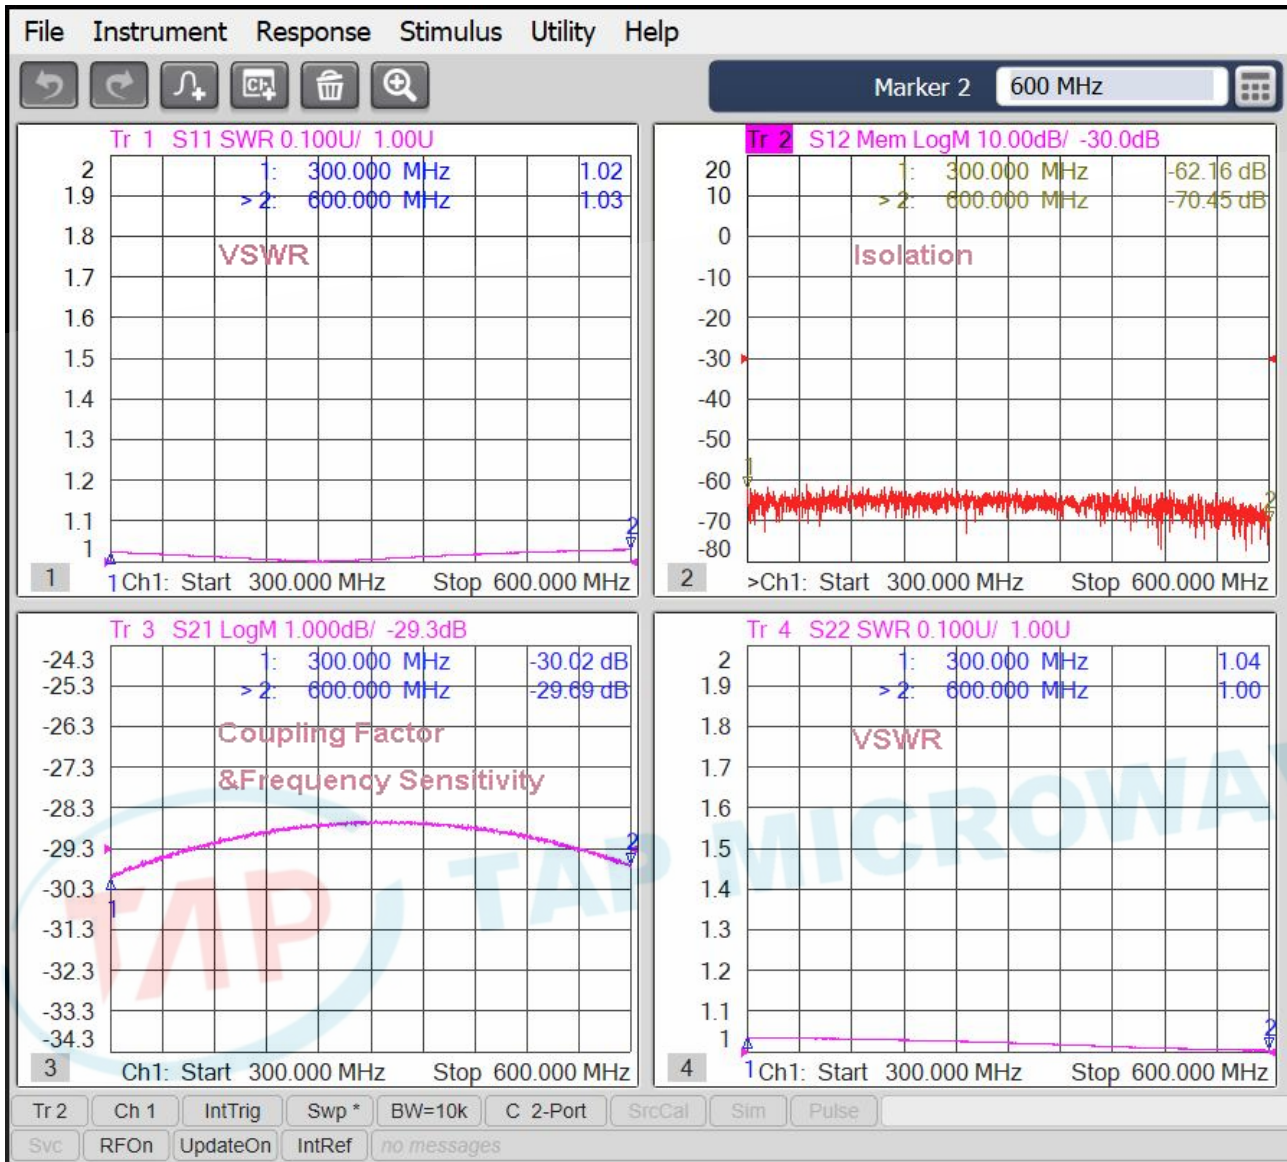 File Instrument Response Stimulus Utility Help
Marker 2 600 MHz
Tr 1 S11 SWR 0.100U/ 1.00U
1: 300.000 MHz 1.02
> 2: 600.000 MHz 1.03
VSWR
2
1.9
1.8
1.7
1.6
1.5
1.4
1.3
1.2
1.1
1
2
1
1 1Ch1: Start 300.000 MHz Stop 600.000 MHz
Tr 2 S12 Mem LogM 10.00dB/ -30.0dB
1: 300.000 MHz -62.16 dB
> 2: 600.000 MHz -70.45 dB
Isolation
20
10
0
-10
-20
-30
-40
-50
-60
-70
-80
1
2
2 >Ch1: Start 300.000 MHz Stop 600.000 MHz
Tr 3 S21 LogM 1.000dB/ -29.3dB
1: 300.000 MHz -30.02 dB
> 2: 600.000 MHz -29.69 dB
Coupling Factor
&Frequency Sensitivity
-24.3
-25.3
-26.3
-27.3
-28.3
-29.3
-30.3
-31.3
-32.3
-33.3
-34.3
2
1
3 Ch1: Start 300.000 MHz Stop 600.000 MHz
Tr 4 S22 SWR 0.100U/ 1.00U
1: 300.000 MHz 1.04
> 2: 600.000 MHz 1.00
VSWR
2
1.9
1.8
1.7
1.6
1.5
1.4
1.3
1.2
1.1
1
2
4 1Ch1: Start 300.000 MHz Stop 600.000 MHz
TAP TAP MICROWAV
Tr 2 Ch 1 IntTrig Swp * BW=10k C 2-Port SrcCal Sim Pulse
Svc RFOn UpdateOn IntRef no messages